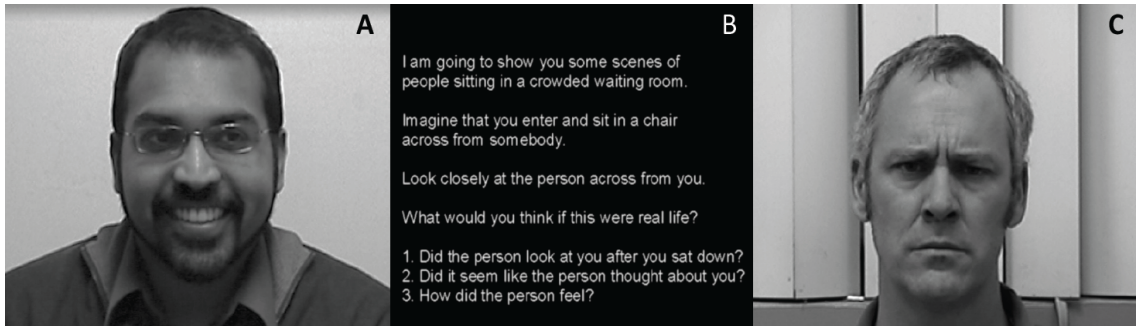 A
B
C
I am going to show you some scenes of
people sitting in a crowded waiting room.
Imagine that you enter and sit in a chair
across from somebody.
Look closely at the person across from you.
What would you think if this were real life?
1. Did the person look at you after you sat down?
2. Did it seem like the person thought about you?
3. How did the person feel?